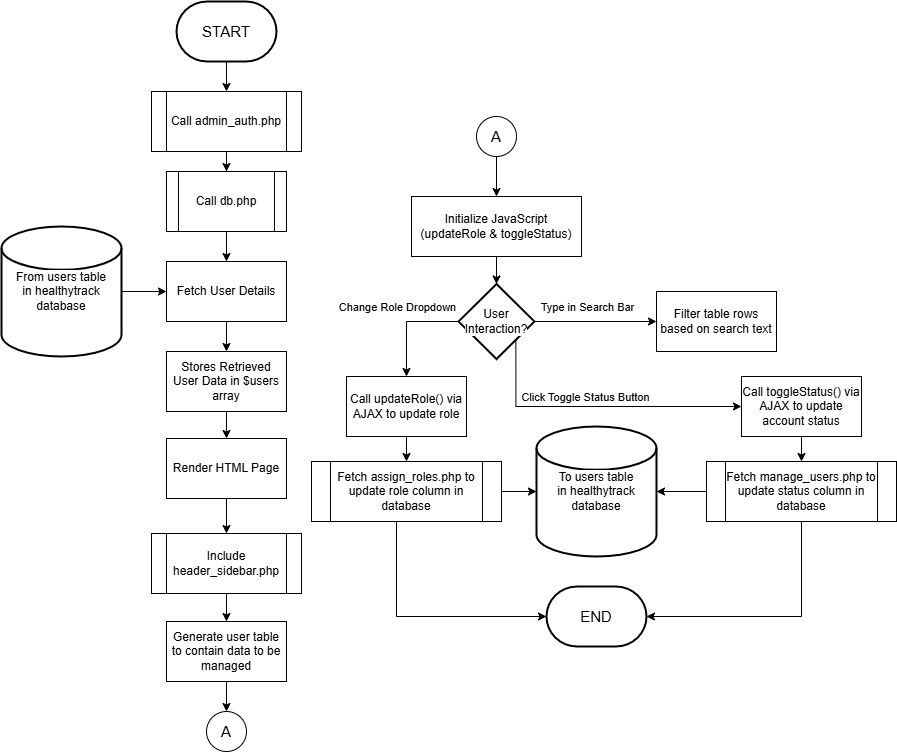 START
Call admin_auth.php
Call db.php
From users table
in healthytrack
database
Fetch User Details
Stores Retrieved
User Data in $users
array
Render HTML Page
Include
header_sidebar.php
Generate user table
to contain data to be
managed
A
A
Initialize JavaScript
(updateRole & toggleStatus)
User
Interaction?
Change Role Dropdown
Type in Search Bar
Filter table rows
based on search text
Click Toggle Status Button
Call updateRole() via
AJAX to update role
Call toggleStatus() via
AJAX to update
account status
Fetch assign_roles.php to
update role column in
database
To users table
in healthytrack
database
Fetch manage_users.php to
update status column in
database
END